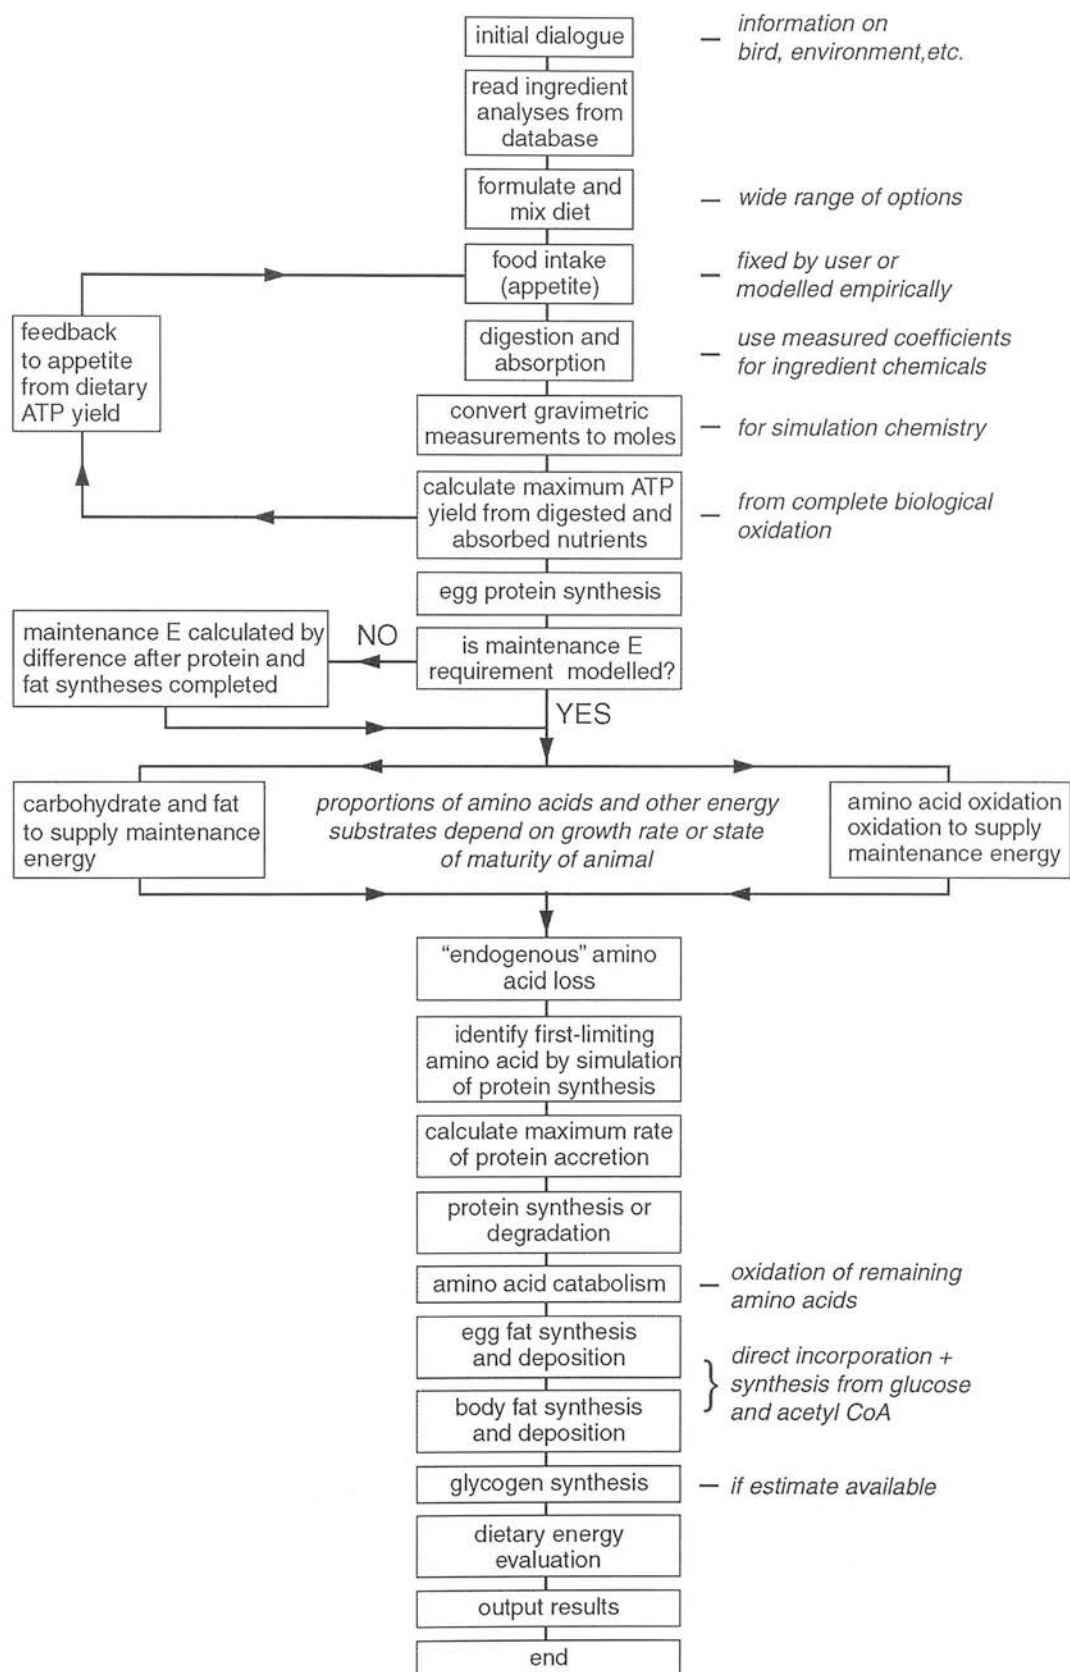 initial dialogue
– information on
bird, environment,etc.
read ingredient
analyses from
database
formulate and
mix diet
– wide range of options
food intake
(appetite)
– fixed by user or
modelled empirically
feedback
to appetite
from dietary
ATP yield
digestion and
absorption
– use measured coefficients
for ingredient chemicals
convert gravimetric
measurements to moles
– for simulation chemistry
calculate maximum ATP
yield from digested and
absorbed nutrients
– from complete biological
oxidation
egg protein synthesis
is maintenance E
requirement modelled?
NO
maintenance E calculated by
difference after protein and
fat syntheses completed
YES
carbohydrate and fat
to supply maintenance
energy
proportions of amino acids and other energy
substrates depend on growth rate or state
of maturity of animal
amino acid oxidation
oxidation to supply
maintenance energy
“endogenous” amino
acid loss
identify first-limiting
amino acid by simulation
of protein synthesis
calculate maximum rate
of protein accretion
protein synthesis or
degradation
amino acid catabolism
– oxidation of remaining
amino acids
egg fat synthesis
and deposition
body fat synthesis
and deposition
} direct incorporation +
synthesis from glucose
and acetyl CoA
glycogen synthesis
– if estimate available
dietary energy
evaluation
output results
end